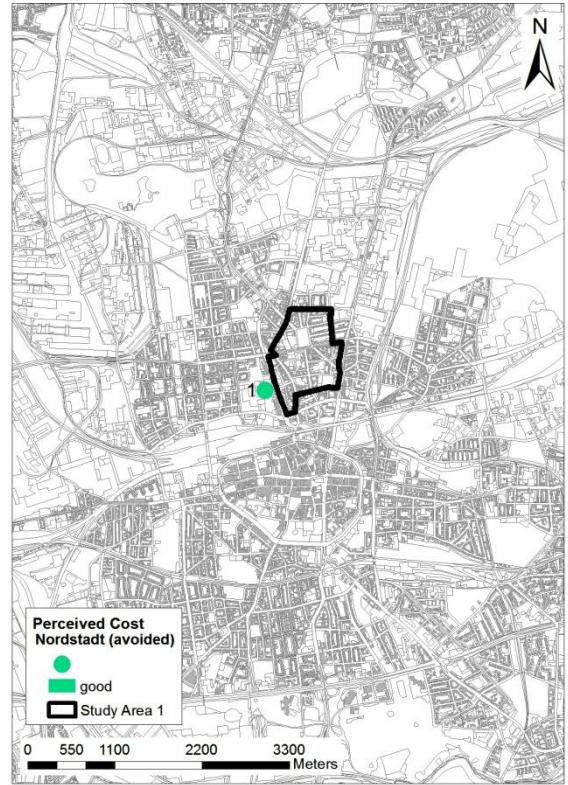 N
1
Perceived Cost
Nordstadt (avoided)
good
Study Area 1
0 550 1100 2200 3300
Meters